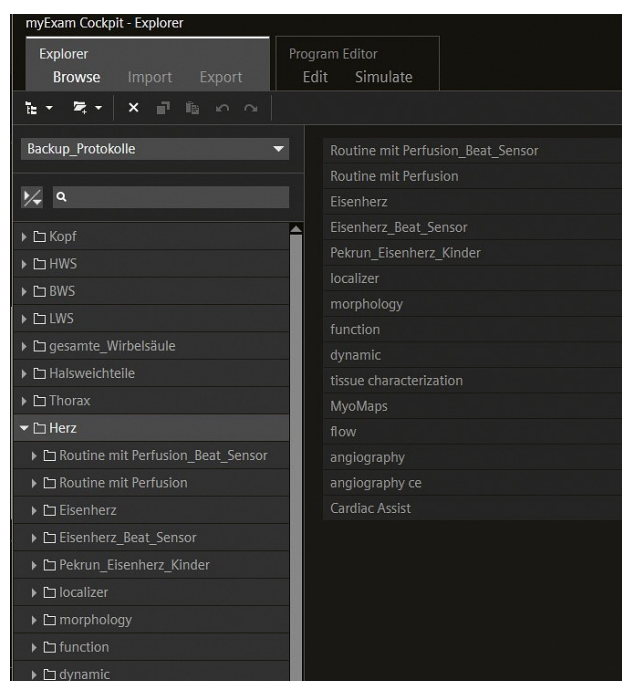 myExam Cockpit - Explorer
Explorer
Browse Import Export
Program Editor
Edit Simulate
Backup_Protokolle
Kopf
HWS
BWS
LWS
gesamte_Wirbelsäule
Halsweichteile
Thorax
Herz
Routine mit Perfusion_Beat_Sensor
Routine mit Perfusion
Eisenherz
Eisenherz_Beat_Sensor
Pekrun_Eisenherz_Kinder
localizer
morphology
function
dynamic
Routine mit Perfusion_Beat_Sensor
Routine mit Perfusion
Eisenherz
Eisenherz_Beat_Sensor
Pekrun_Eisenherz_Kinder
localizer
morphology
function
dynamic
tissue characterization
MyoMaps
flow
angiography
angiography ce
Cardiac Assist